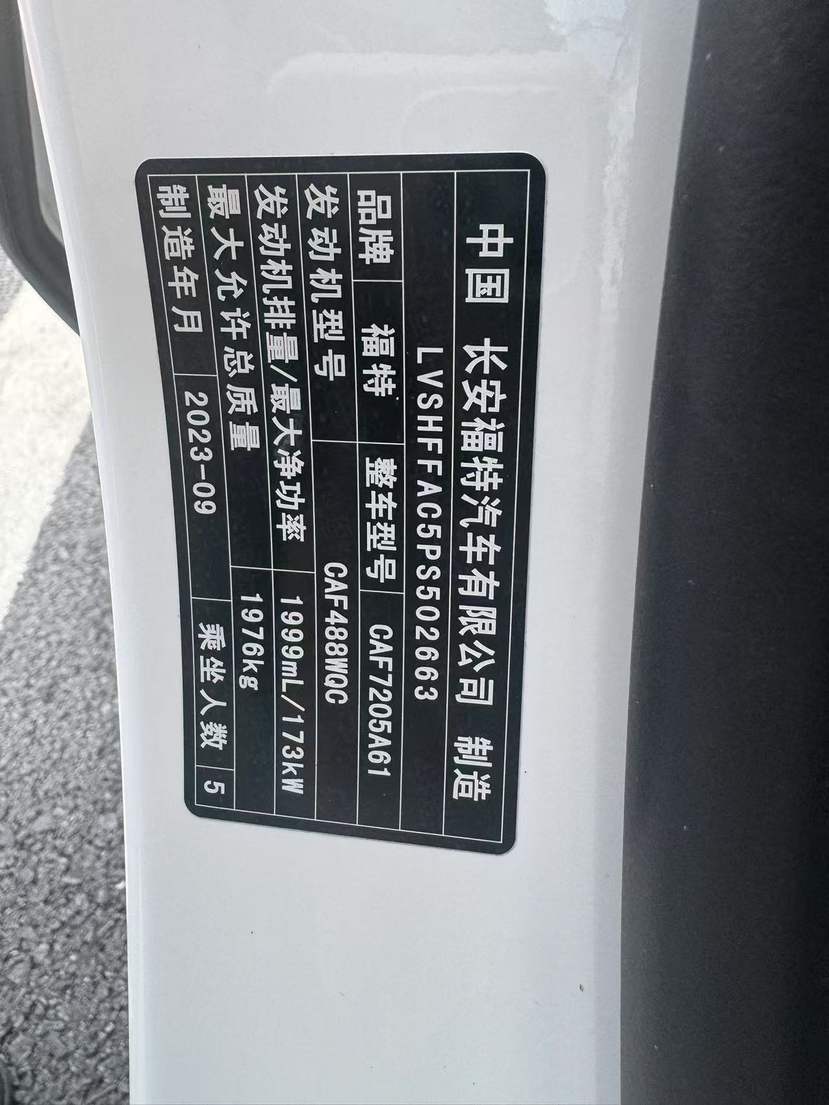 中国 长安福特汽车有限公司 制造
LVSHFFAC5PS502663
品牌 福特 整车型号 CAF7205A61
发动机型号 CAF488WQC
发动机排量/最大净功率 1999mL/173kW
最大允许总质量 1976kg
制造年月 2023-09 乘坐人数 5